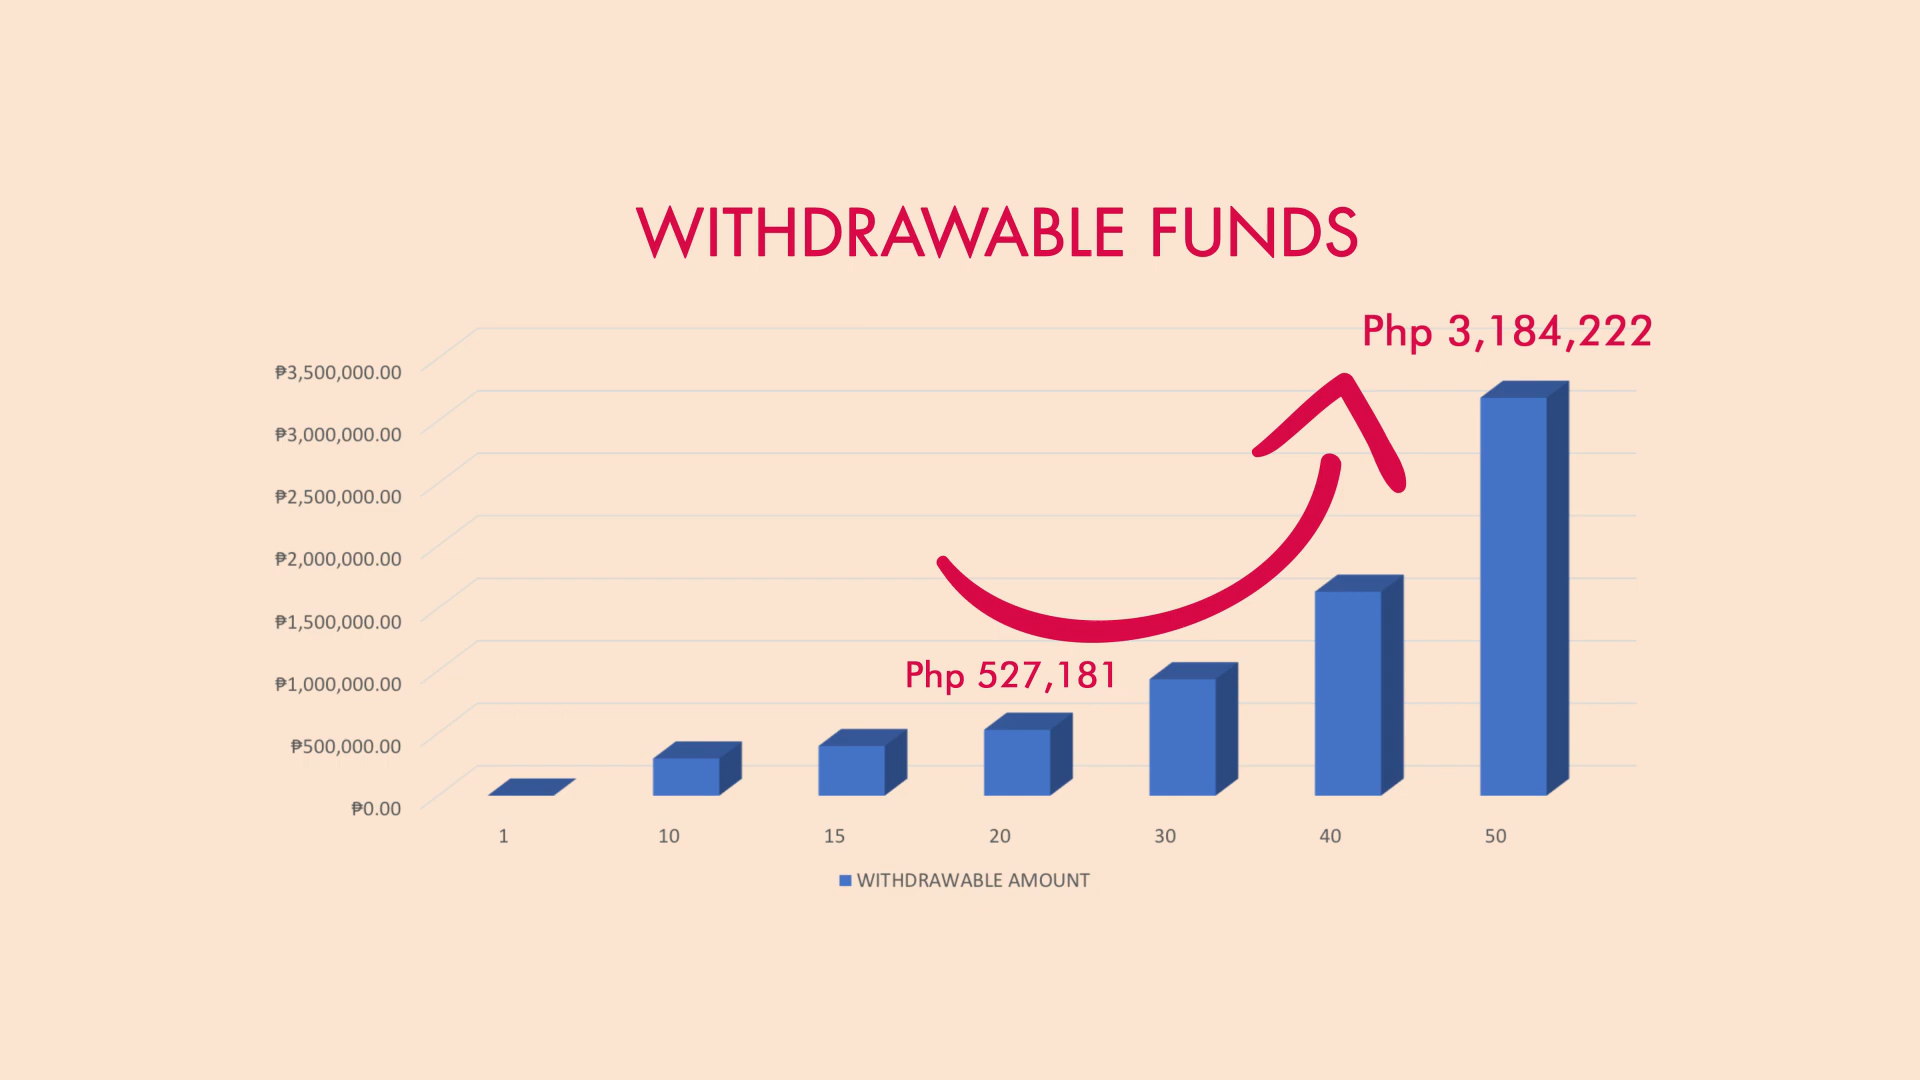 WITHDRAWABLE FUNDS
Php 3,184,222
₱3,500,000.00
₱3,000,000.00
₱2,500,000.00
₱2,000,000.00
₱1,500,000.00
Php 527,181
₱1,000,000.00
₱500,000.00
₱0.00
1 10 15 20 30 40 50
WITHDRAWABLE AMOUNT